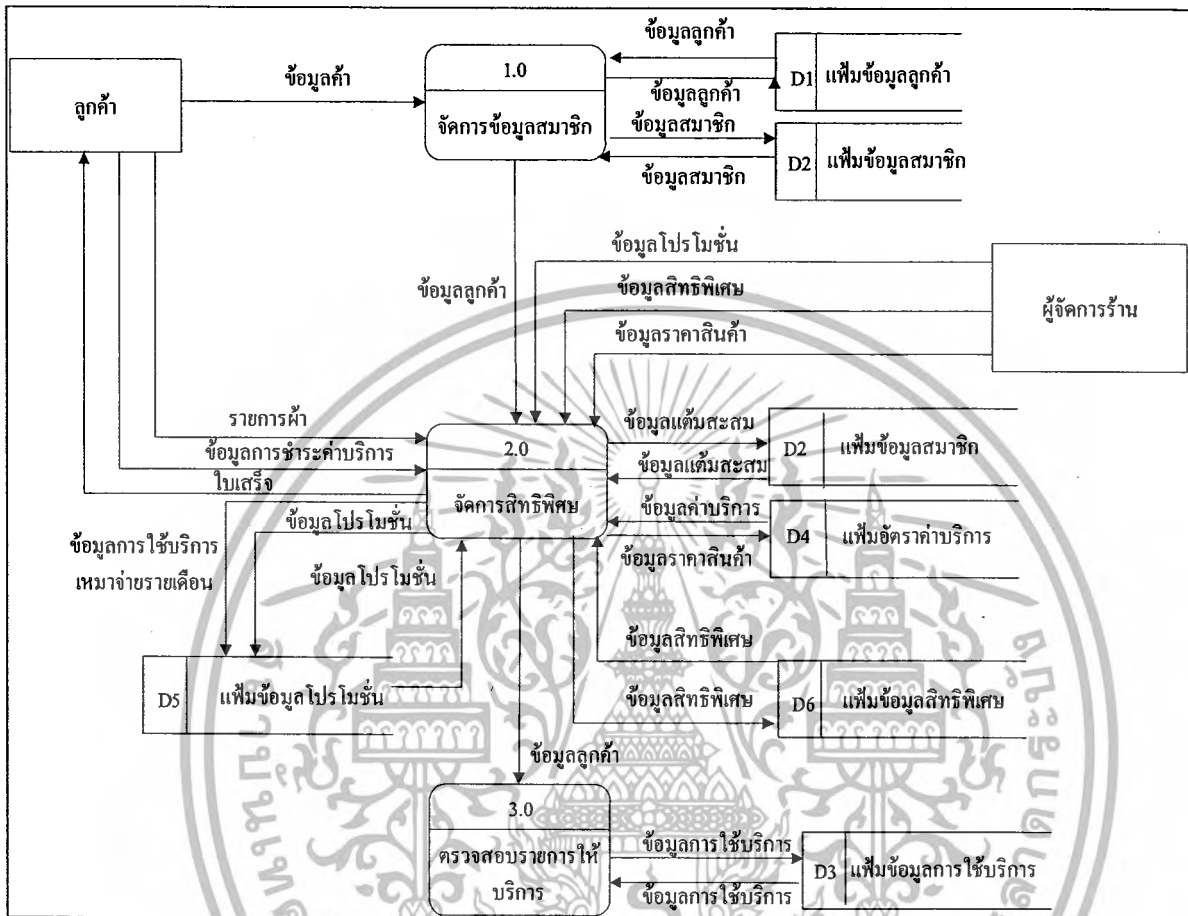 ลูกค้า
ข้อมูลค้า
1.0
จัดการข้อมูลสมาชิก
ข้อมูลลูกค้า
ข้อมูลลูกค้า
D1
แฟ้มข้อมูลลูกค้า
ข้อมูลสมาชิก
ข้อมูลสมาชิก
D2
แฟ้มข้อมูลสมาชิก
ข้อมูลโปรโมชั่น
ข้อมูลสิทธิพิเศษ
ข้อมูลราคาสินค้า
ผู้จัดการร้าน
ข้อมูลลูกค้า
รายการผ้า
ข้อมูลการชำระค่าบริการ
ใบเสร็จ
2.0
จัดการสิทธิพิศษ
ข้อมูลแต้มสะสม
ข้อมูลแต้มสะสม
D2
แฟ้มข้อมูลสมาชิก
ข้อมูลค่าบริการ
ข้อมูลราคาสินค้า
D4
แฟ้มอัตราค่าบริการ
ข้อมูลการใช้บริการ
เหมาจ่ายรายเดือน
ข้อมูลโปรโมชั่น
ข้อมูลโปรโมชั่น
D5
แฟ้มข้อมูลโปรโมชั่น
ข้อมูลสิทธิพิเศษ
ข้อมูลสิทธิพิเศษ
D6
แฟ้มข้อมูลสิทธิพิเศษ
ข้อมูลลูกค้า
3.0
ตรวจสอบรายการให้
บริการ
ข้อมูลการใช้บริการ
ข้อมูลการใช้บริการ
D3
แฟ้มข้อมูลการใช้บริการ